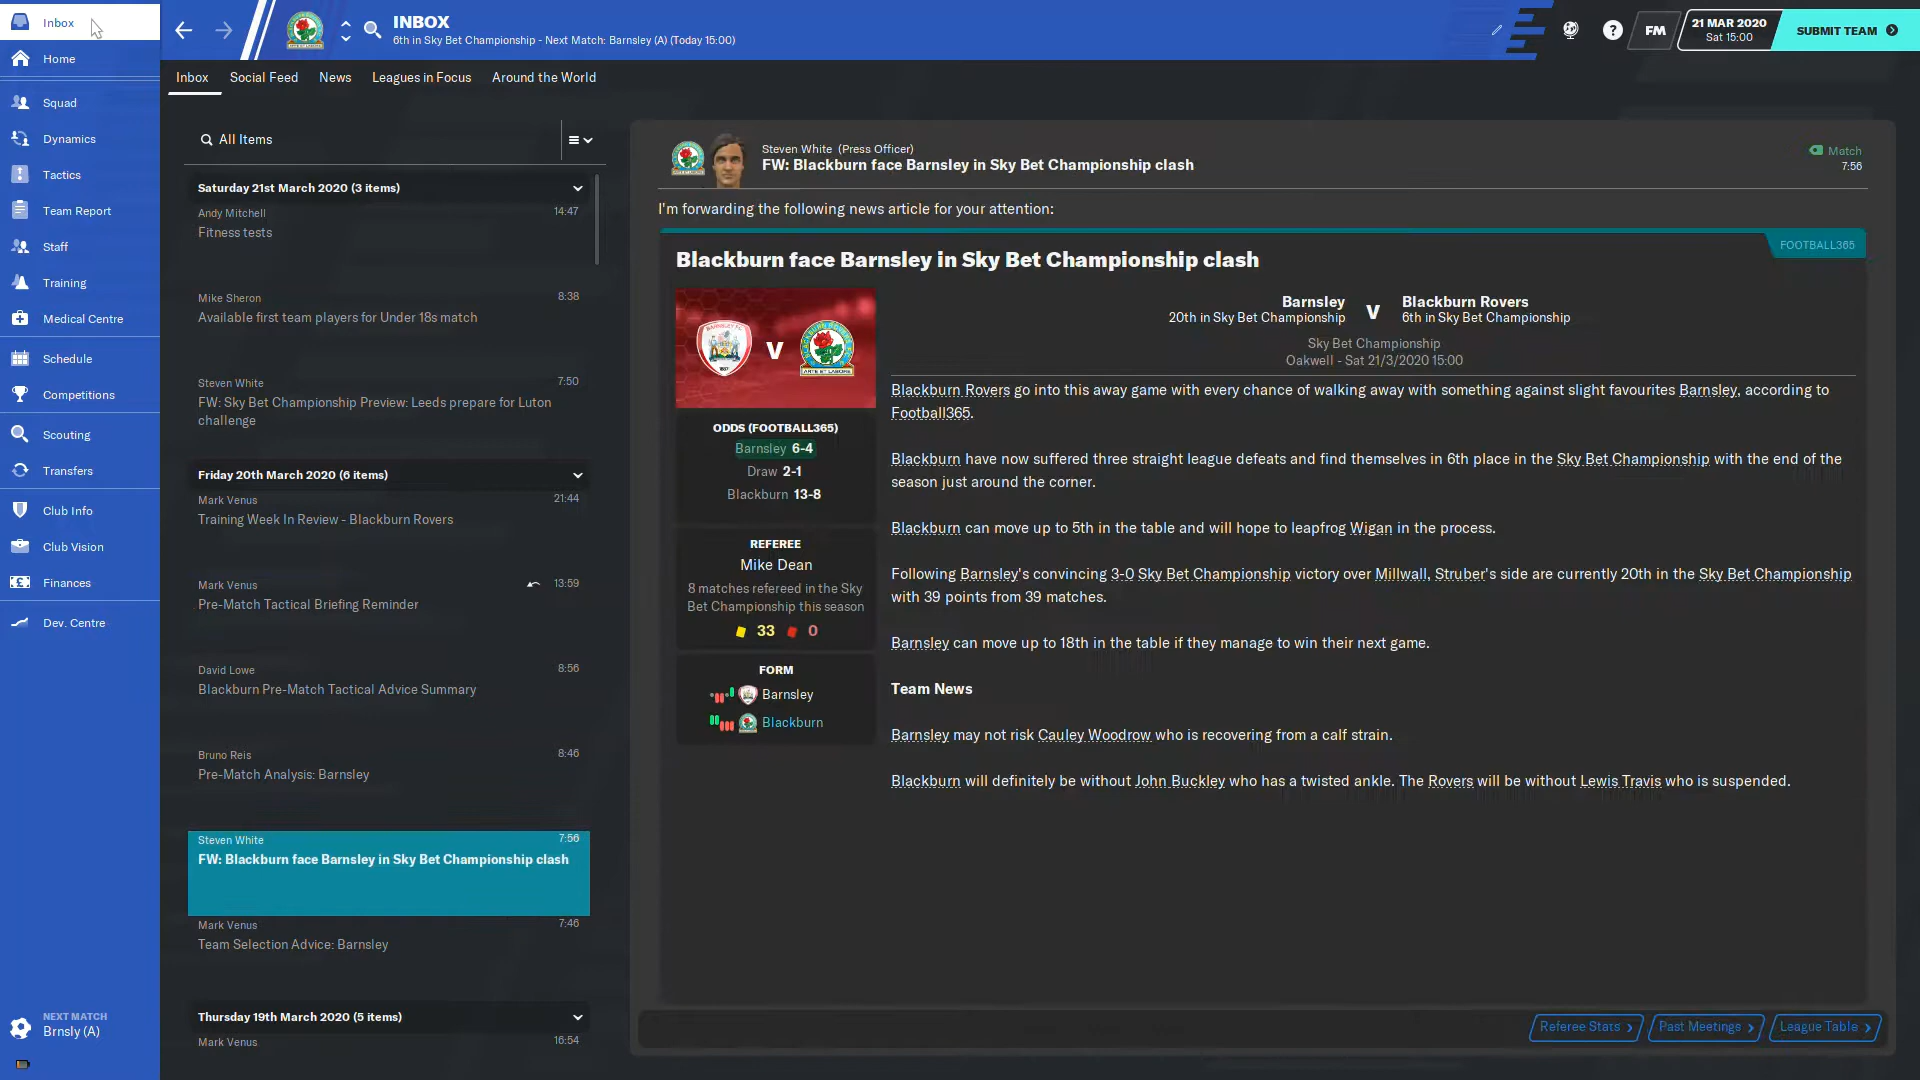 Inbox
Home
Squad
Dynamics
Tactics
Team Report
Staff
Training
Medical Centre
Schedule
Competitions
Scouting
Transfers
Club Info
Club Vision
Finances
Dev. Centre
NEXT MATCH
Brnsly (A)
INBOX
6th in Sky Bet Championship - Next Match: Barnsley (A) (Today 15:00)
FM
21 MAR 2020
Sat 15:00
SUBMIT TEAM
Inbox Social Feed News Leagues in Focus Around the World
All Items
Saturday 21st March 2020 (3 items)
Andy Mitchell 14:47
Fitness tests
Mike Sheron 8:38
Available first team players for Under 18s match
Steven White 7:50
FW: Sky Bet Championship Preview: Leeds prepare for Luton
challenge
Friday 20th March 2020 (6 items)
Mark Venus 21:44
Training Week In Review - Blackburn Rovers
Mark Venus 13:59
Pre-Match Tactical Briefing Reminder
David Lowe 8:56
Blackburn Pre-Match Tactical Advice Summary
Bruno Reis 8:46
Pre-Match Analysis: Barnsley
Steven White 7:56
FW: Blackburn face Barnsley in Sky Bet Championship clash
Mark Venus 7:46
Team Selection Advice: Barnsley
Thursday 19th March 2020 (5 items)
Mark Venus 16:54
Steven White (Press Officer)
FW: Blackburn face Barnsley in Sky Bet Championship clash
Match
7:56
I'm forwarding the following news article for your attention:
FOOTBALL365
Blackburn face Barnsley in Sky Bet Championship clash
V
ARTE ET LABORE
ODDS (FOOTBALL365)
Barnsley 6-4
Draw 2-1
Blackburn 13-8
REFEREE
Mike Dean
8 matches refereed in the Sky
Bet Championship this season
33 0
FORM
Barnsley
Blackburn
Barnsley v Blackburn Rovers
20th in Sky Bet Championship 6th in Sky Bet Championship
Sky Bet Championship
Oakwell - Sat 21/3/2020 15:00
Blackburn Rovers go into this away game with every chance of walking away with something against slight favourites Barnsley, according to
Football365.
Blackburn have now suffered three straight league defeats and find themselves in 6th place in the Sky Bet Championship with the end of the
season just around the corner.
Blackburn can move up to 5th in the table and will hope to leapfrog Wigan in the process.
Following Barnsley's convincing 3-0 Sky Bet Championship victory over Millwall, Struber's side are currently 20th in the Sky Bet Championship
with 39 points from 39 matches.
Barnsley can move up to 18th in the table if they manage to win their next game.
Team News
Barnsley may not risk Cauley Woodrow who is recovering from a calf strain.
Blackburn will definitely be without John Buckley who has a twisted ankle. The Rovers will be without Lewis Travis who is suspended.
Referee Stats Past Meetings League Table